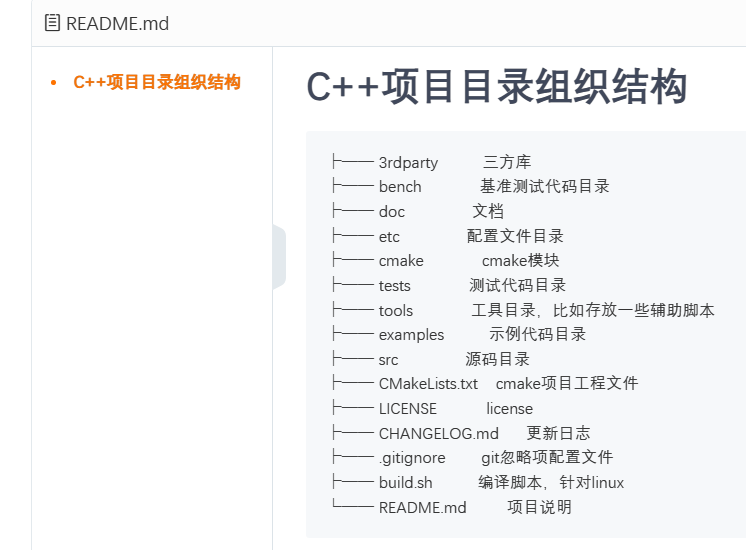 README.md
C++项目目录组织结构
C++项目目录组织结构
├── 3rdparty 三方库
├── bench 基准测试代码目录
├── doc 文档
├── etc 配置文件目录
├── cmake cmake模块
├── tests 测试代码目录
├── tools 工具目录，比如存放一些辅助脚本
├── examples 示例代码目录
├── src 源码目录
├── CMakeLists.txt cmake项目工程文件
├── LICENSE license
├── CHANGELOG.md 更新日志
├── .gitignore git忽略项配置文件
├── build.sh 编译脚本，针对linux
└── README.md 项目说明